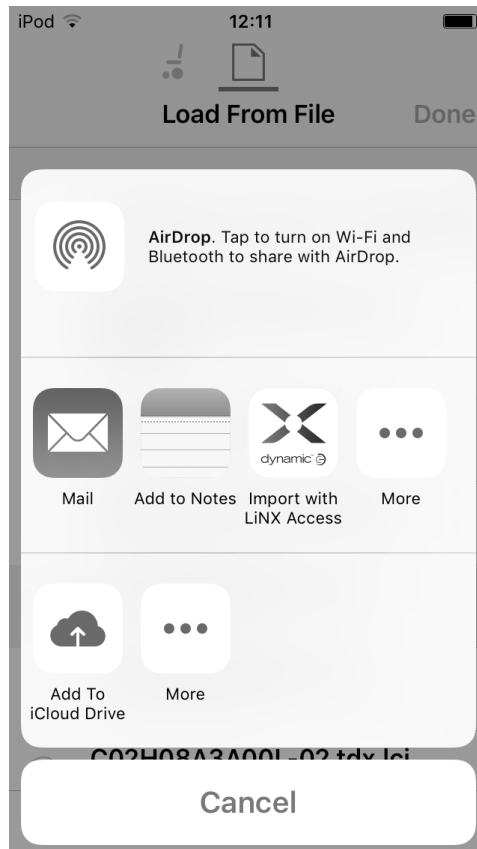 iPod 12:11
Load From File Done
AirDrop. Tap to turn on Wi-Fi and
Bluetooth to share with AirDrop.
dynamic
Mail Add to Notes Import with More
LiNX Access
Add To More
iCloud Drive
Cancel